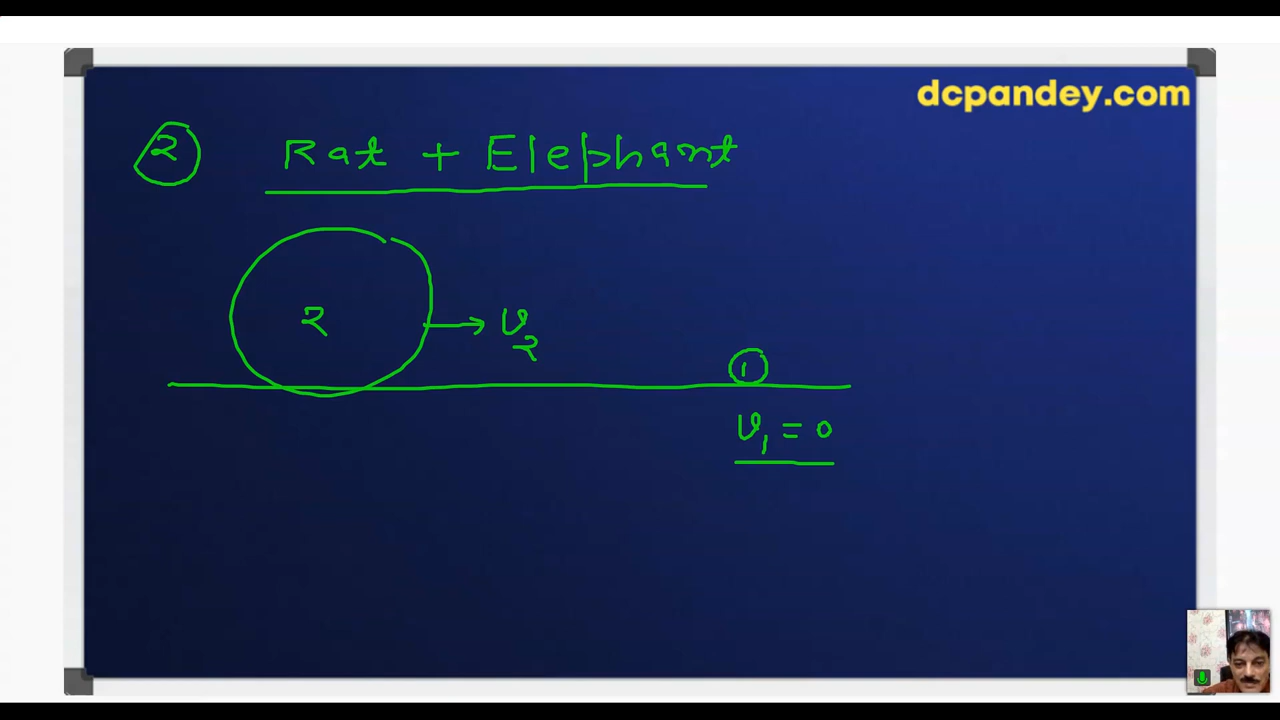 dcpandey.com
2 Rat + Elephant
2 → v₂
1
v₁ = 0